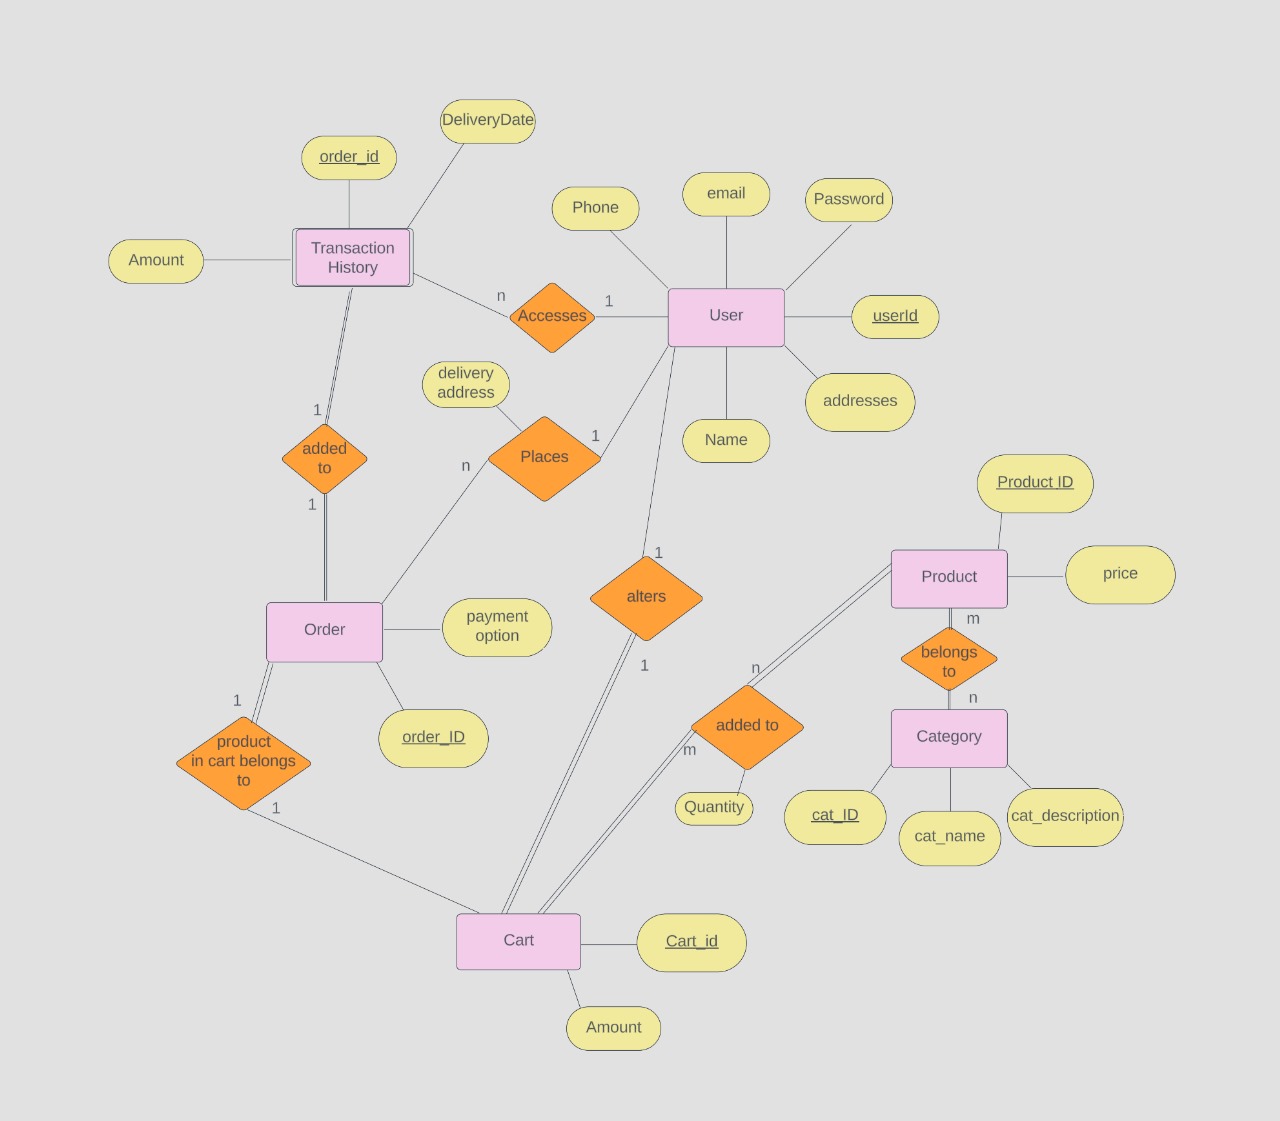 DeliveryDate
order_id
Phone
email
Password
Transaction
History
Amount
n
Accesses
1
User
userId
delivery
address
addresses
1
added
to
1
n
Places
1
Name
Product ID
1
alters
1
Product
price
Order
payment
option
m
belongs
to
n
1
order_ID
n
added to
m
Category
product
in cart belongs
to
1
Quantity
cat_ID
cat_name
cat_description
Cart
Cart_id
Amount